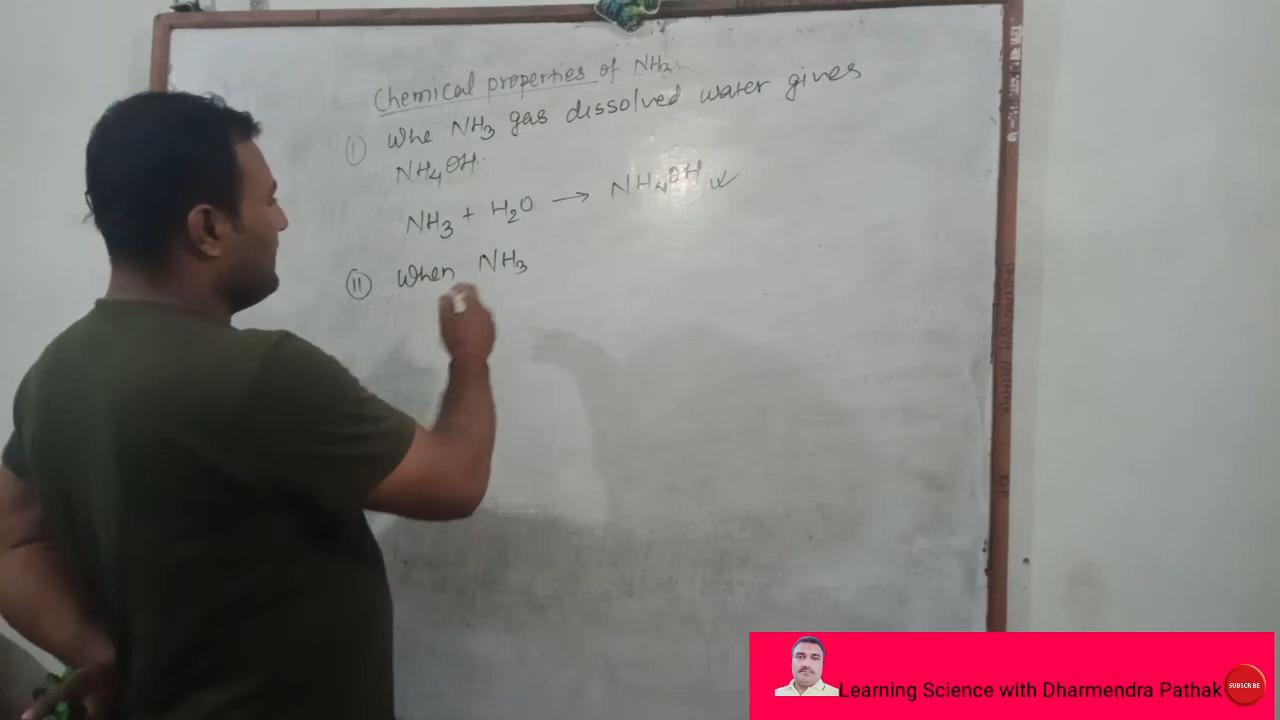 Chemical properties of NH3:
(I) Whe NH3 gas dissolved water gives
NH4OH.
NH3 + H2O → NH4OH
(II) When NH3
Learning Science with Dharmendra Pathak
SUBSCRIBE